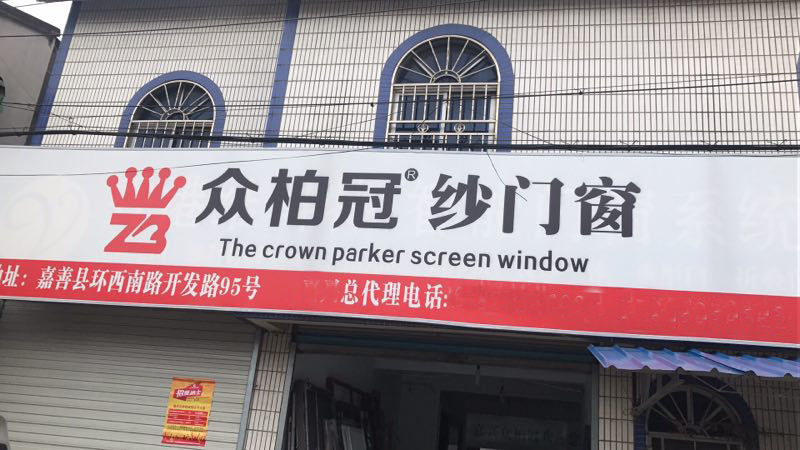 ZB
众柏冠® 纱门窗
The crown parker screen window
址：嘉善县环西南路开发路95号 总代理电话: